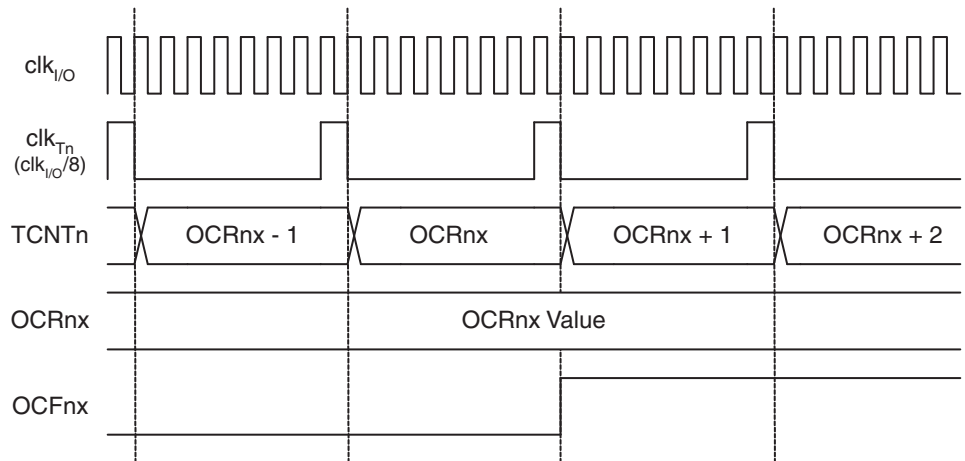 clkI/O
clkTn
(clkI/O/8)
TCNTn
OCRnx - 1
OCRnx
OCRnx + 1
OCRnx + 2
OCRnx
OCRnx Value
OCFnx